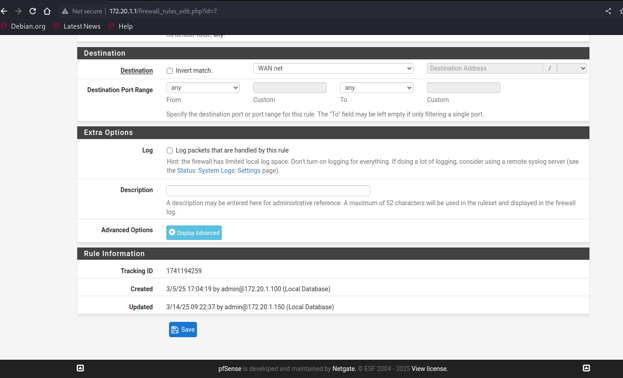 Not secure 172.20.1.1/firewall_rules_edit.php?id=7
Debian.org Latest News Help
its default value, any.
Destination
Destination Invert match. WAN net Destination Address /
Destination Port Range any any
From Custom To Custom
Specify the destination port or port range for this rule. The "To" field may be left empty if only filtering a single port.
Extra Options
Log Log packets that are handled by this rule
Hint: the firewall has limited local log space. Don't turn on logging for everything. If doing a lot of logging, consider using a remote syslog server (see
the Status: System Logs: Settings page).
Description
A description may be entered here for administrative reference. A maximum of 52 characters will be used in the ruleset and displayed in the firewall
log.
Advanced Options Display Advanced
Rule Information
Tracking ID 1741194259
Created 3/5/25 17:04:19 by admin@172.20.1.100 (Local Database)
Updated 3/14/25 09:22:37 by admin@172.20.1.150 (Local Database)
Save
pfSense is developed and maintained by Netgate. © ESF 2004 - 2025 View license.